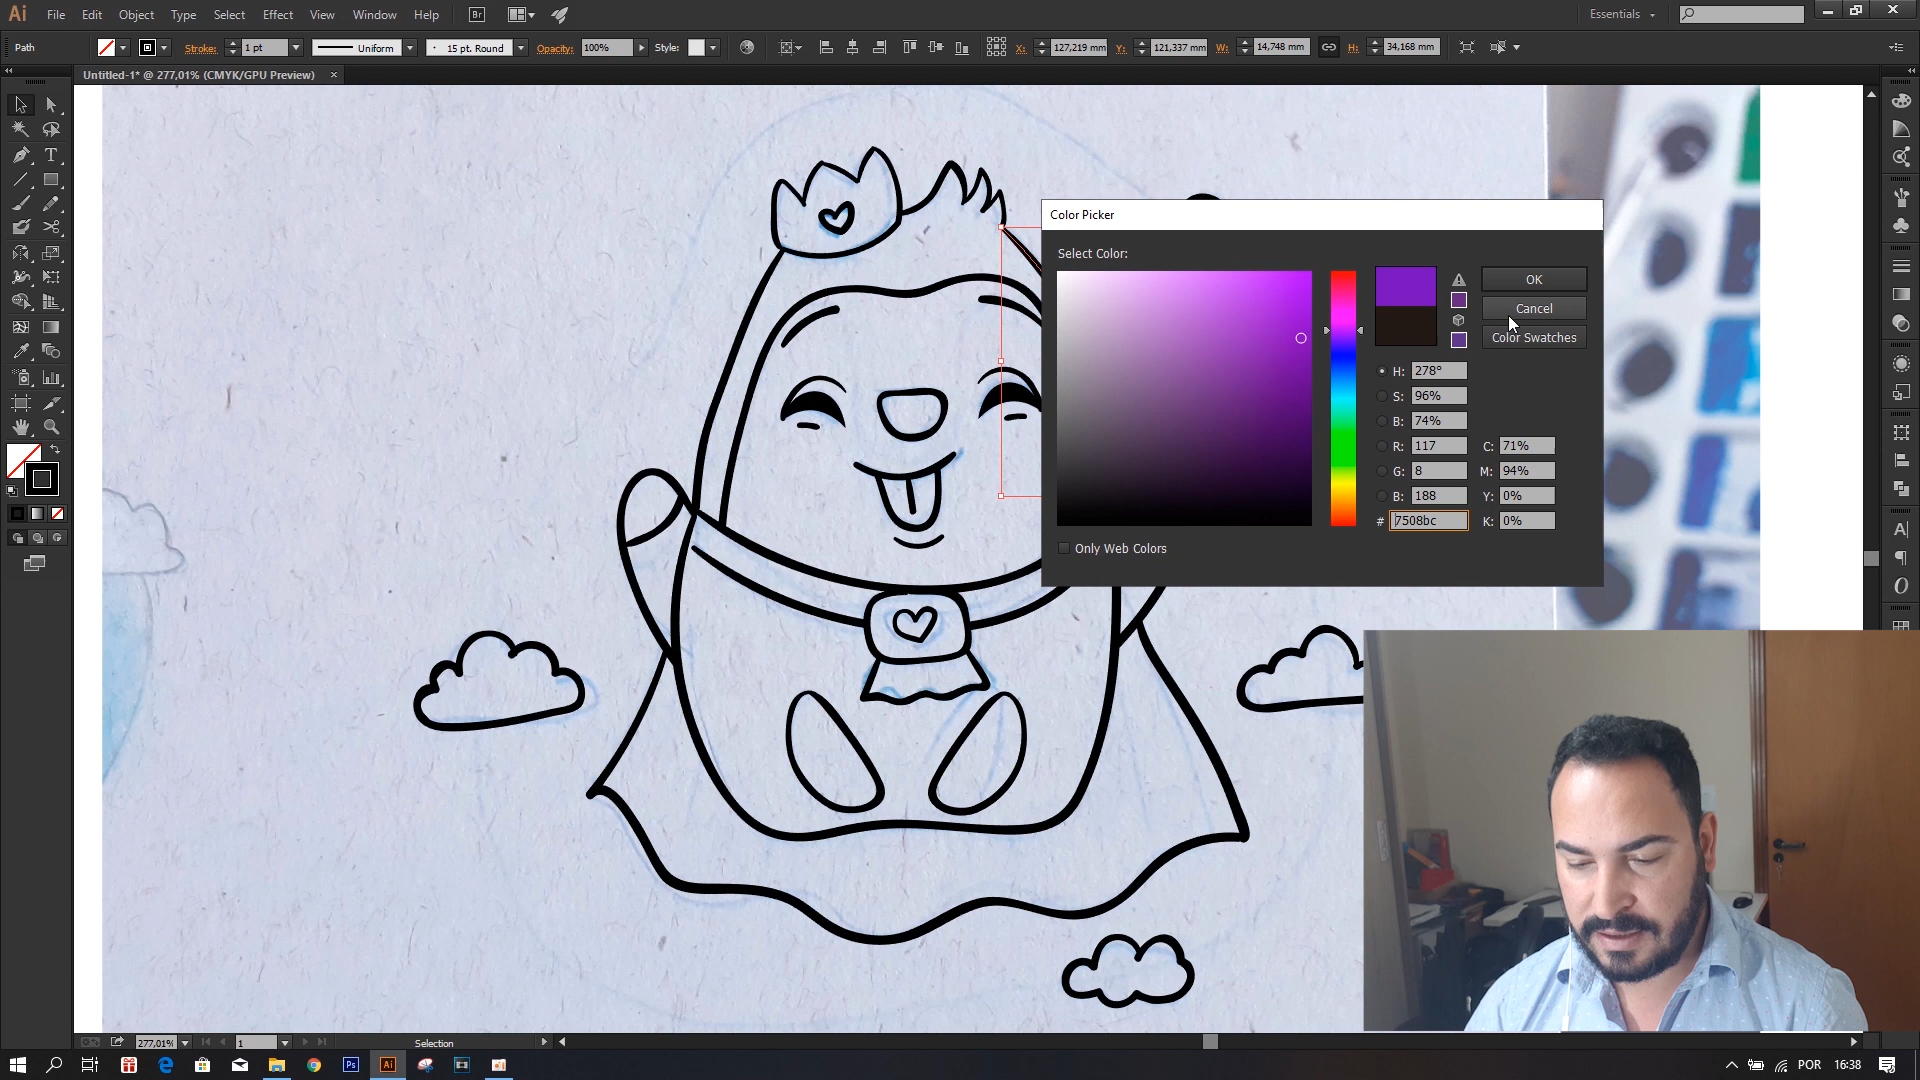 Ai File Edit Object Type Select Effect View Window Help Br Essentials
Path Stroke: 1 pt Uniform 15 pt. Round Opacity: 100% Style: X: 127,219 mm Y: 121,337 mm W: 14,748 mm H: 34,168 mm
Untitled-1* @ 277,01% (CMYK/GPU Preview) ×
Color Picker
Select Color:
OK
Cancel
Color Swatches
H: 278°
S: 96%
B: 74%
R: 117 C: 71%
G: 8 M: 94%
B: 188 Y: 0%
# 7508bc K: 0%
Only Web Colors
277,01% 1 Selection
Ps Ai POR 16:38